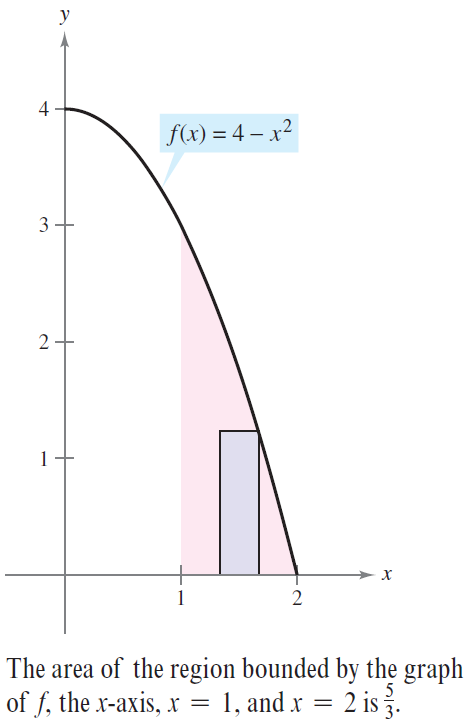 y
4
f(x) = 4 – x²
3
2
1
x
1 2
The area of the region bounded by the graph
of f, the x-axis, x = 1, and x = 2 is 5/3.